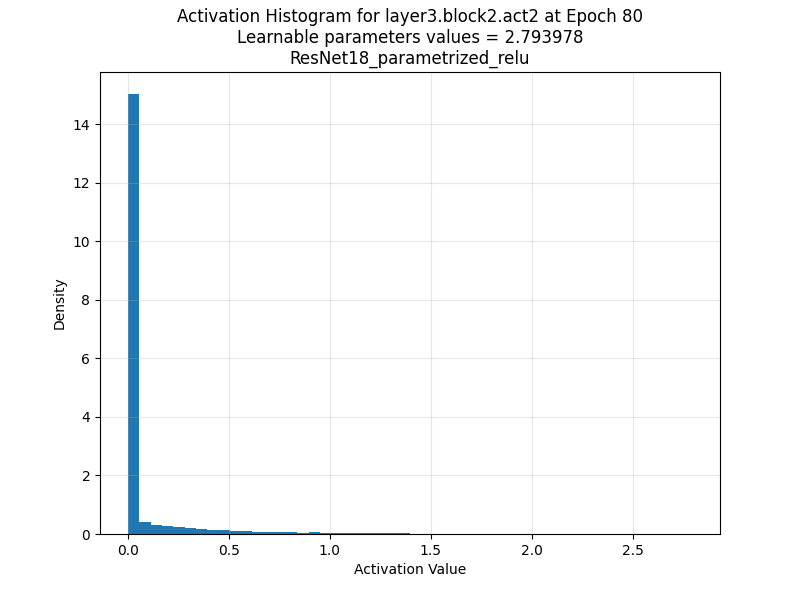 Activation Histogram for layer3.block2.act2 at Epoch 80
Learnable parameters values = 2.793978
ResNet18_parametrized_relu
14
12
10
8
6
4
2
0
Density
0.0 0.5 1.0 1.5 2.0 2.5
Activation Value